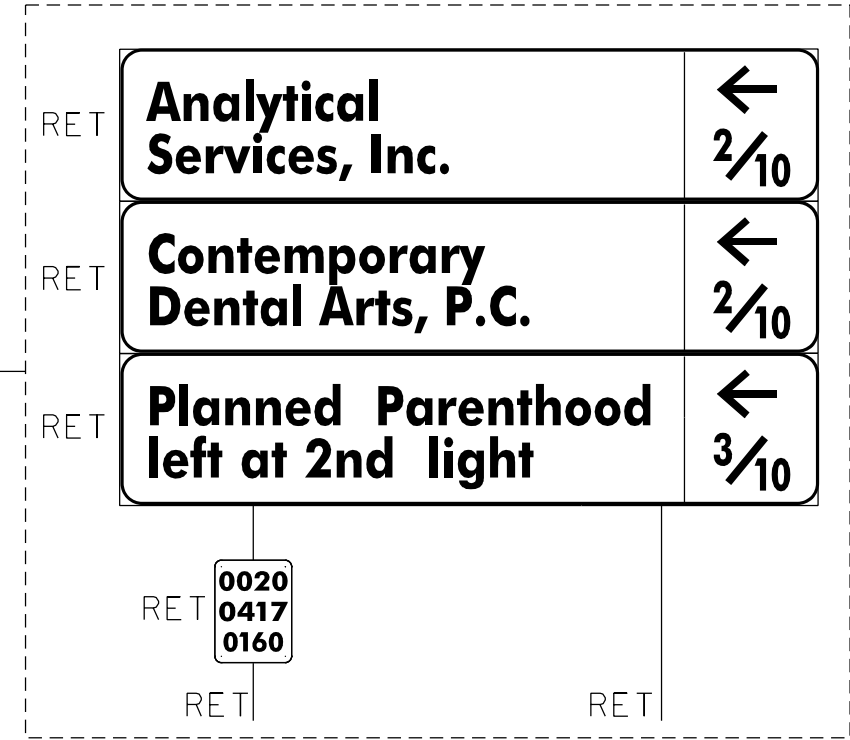 RET
Analytical
Services, Inc.
←
2/10
RET
Contemporary
Dental Arts, P.C.
←
2/10
RET
Planned Parenthood
left at 2nd light
←
3/10
RET
0020
0417
0160
RET
RET